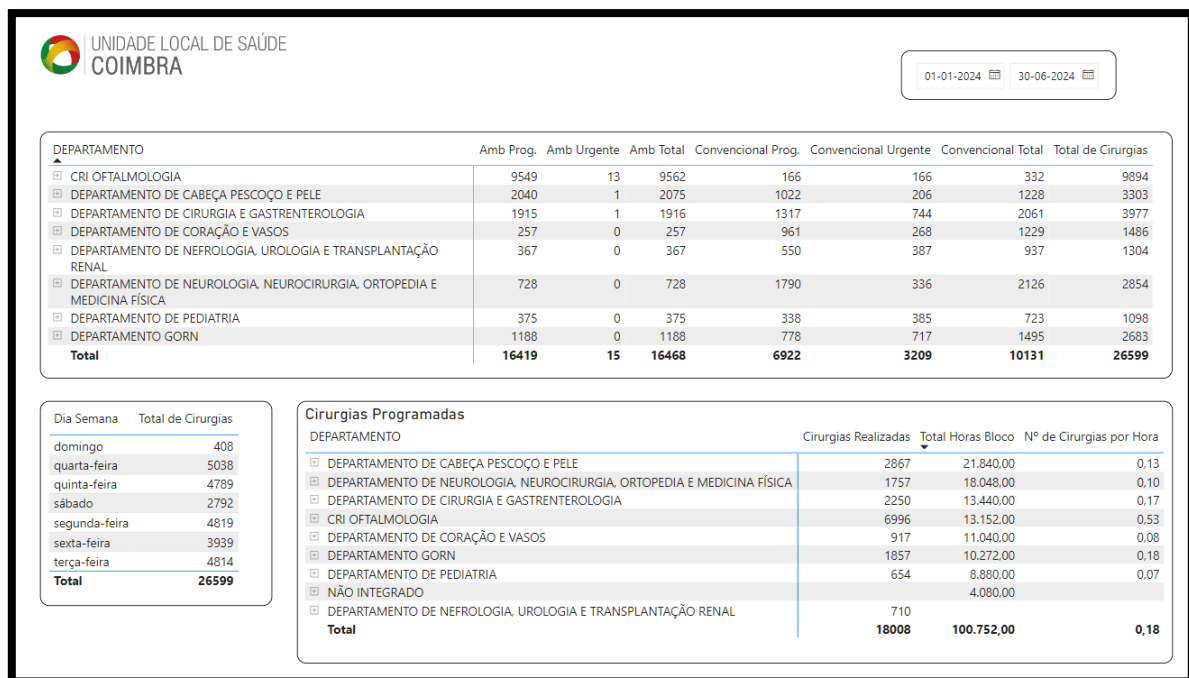 UNIDADE LOCAL DE SAÚDE
COIMBRA
01-01-2024 30-06-2024
DEPARTAMENTO Amb Prog. Amb Urgente Amb Total Convencional Prog. Convencional Urgente Convencional Total Total de Cirurgias
CRI OFTALMOLOGIA 9549 13 9562 166 166 332 9894
DEPARTAMENTO DE CABEÇA PESCOÇO E PELE 2040 1 2075 1022 206 1228 3303
DEPARTAMENTO DE CIRURGIA E GASTRENTEROLOGIA 1915 1 1916 1317 744 2061 3977
DEPARTAMENTO DE CORAÇÃO E VASOS 257 0 257 961 268 1229 1486
DEPARTAMENTO DE NEFROLOGIA, UROLOGIA E TRANSPLANTAÇÃO 367 0 367 550 387 937 1304
RENAL
DEPARTAMENTO DE NEUROLOGIA, NEUROCIRURGIA, ORTOPEDIA E 728 0 728 1790 336 2126 2854
MEDICINA FÍSICA
DEPARTAMENTO DE PEDIATRIA 375 0 375 338 385 723 1098
DEPARTAMENTO GORN 1188 0 1188 778 717 1495 2683
Total 16419 15 16468 6922 3209 10131 26599
Dia Semana Total de Cirurgias
domingo 408
quarta-feira 5038
quinta-feira 4789
sábado 2792
segunda-feira 4819
sexta-feira 3939
terça-feira 4814
Total 26599
Cirurgias Programadas
DEPARTAMENTO Cirurgias Realizadas Total Horas Bloco Nº de Cirurgias por Hora
DEPARTAMENTO DE CABEÇA PESCOÇO E PELE 2867 21.840,00 0,13
DEPARTAMENTO DE NEUROLOGIA, NEUROCIRURGIA, ORTOPEDIA E MEDICINA FÍSICA 1757 18.048,00 0,10
DEPARTAMENTO DE CIRURGIA E GASTRENTEROLOGIA 2250 13.440,00 0,17
CRI OFTALMOLOGIA 6996 13.152,00 0,53
DEPARTAMENTO DE CORAÇÃO E VASOS 917 11.040,00 0,08
DEPARTAMENTO GORN 1857 10.272,00 0,18
DEPARTAMENTO DE PEDIATRIA 654 8.880,00 0,07
NÃO INTEGRADO 4.080,00
DEPARTAMENTO DE NEFROLOGIA, UROLOGIA E TRANSPLANTAÇÃO RENAL 710
Total 18008 100.752,00 0,18